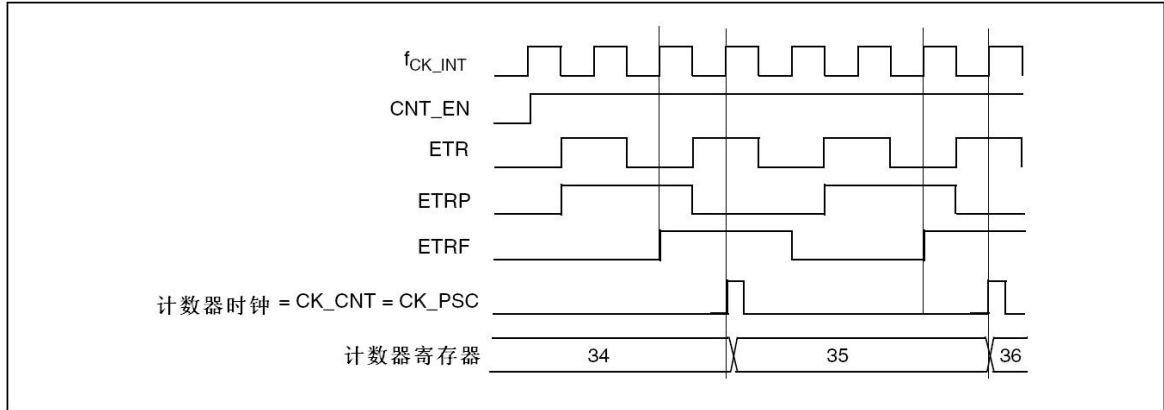 fCK_INT
CNT_EN
ETR
ETRP
ETRF
计数器时钟 = CK_CNT = CK_PSC
计数器寄存器 34 35 36